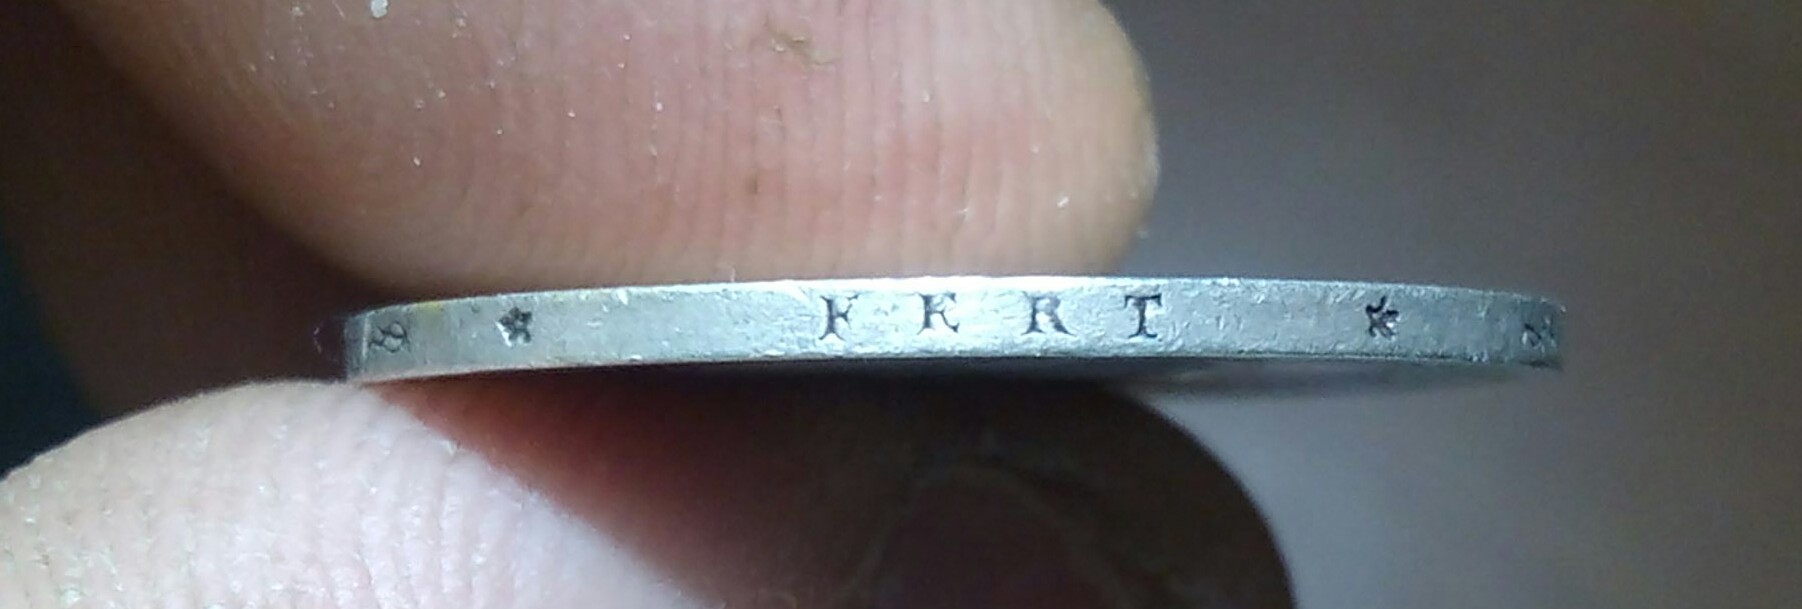 ★ FERT ★